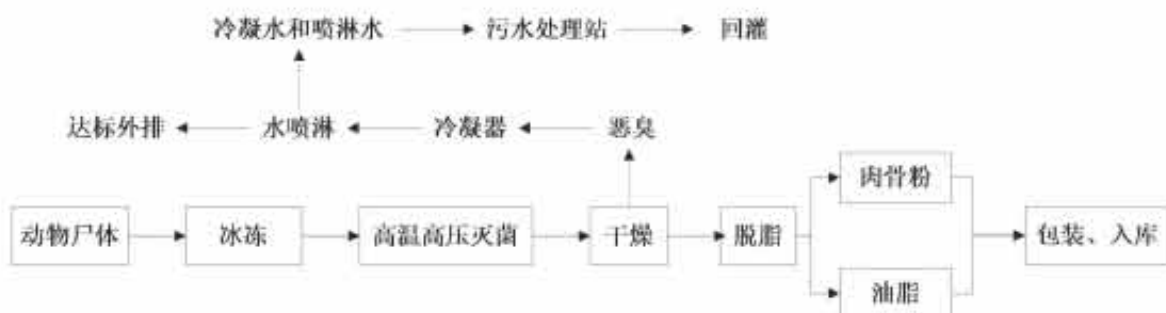 冷凝水和喷淋水 污水处理站 回灌
达标外排 水喷淋 冷凝器 恶臭
肉骨粉
动物尸体 冰冻 高温高压灭菌 干燥 脱脂 包装、入库
油脂